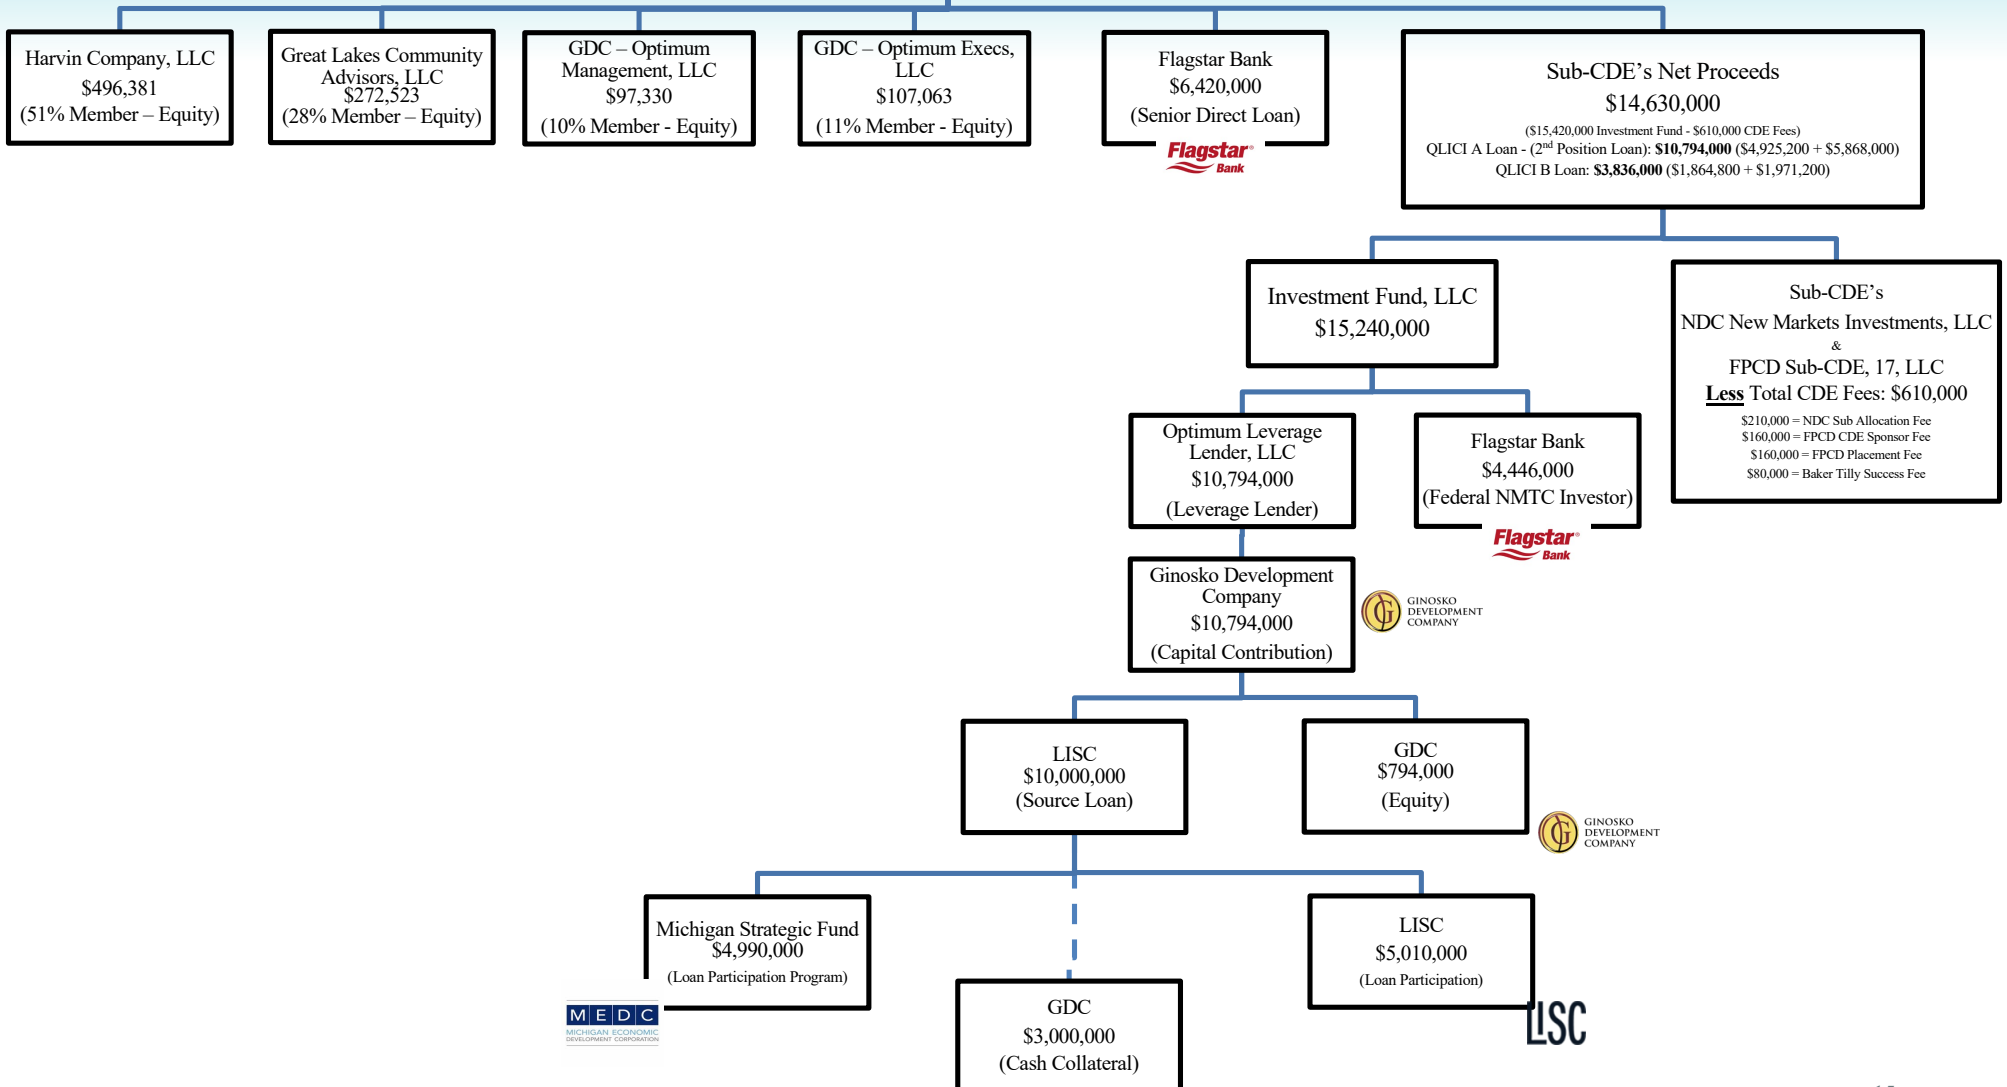 Harvin Company, LLC
$496,381
(51% Member – Equity)
Great Lakes Community
Advisors, LLC
$272,523
(28% Member – Equity)
GDC – Optimum
Management, LLC
$97,330
(10% Member - Equity)
GDC – Optimum Execs,
LLC
$107,063
(11% Member - Equity)
Flagstar Bank
$6,420,000
(Senior Direct Loan)
Flagstar
Bank
Sub-CDE’s Net Proceeds
$14,630,000
($15,420,000 Investment Fund - $610,000 CDE Fees)
QLICI A Loan - (2nd Position Loan): $10,794,000 ($4,925,200 + $5,868,000)
QLICI B Loan: $3,836,000 ($1,864,800 + $1,971,200)
Investment Fund, LLC
$15,240,000
Sub-CDE’s
NDC New Markets Investments, LLC
&
FPCD Sub-CDE, 17, LLC
Less Total CDE Fees: $610,000
$210,000 = NDC Sub Allocation Fee
$160,000 = FPCD CDE Sponsor Fee
$160,000 = FPCD Placement Fee
$80,000 = Baker Tilly Success Fee
Optimum Leverage
Lender, LLC
$10,794,000
(Leverage Lender)
Flagstar Bank
$4,446,000
(Federal NMTC Investor)
Flagstar
Bank
Ginosko Development
Company
$10,794,000
(Capital Contribution)
GINOSKO
DEVELOPMENT
COMPANY
LISC
$10,000,000
(Source Loan)
GDC
$794,000
(Equity)
GINOSKO
DEVELOPMENT
COMPANY
Michigan Strategic Fund
$4,990,000
(Loan Participation Program)
MEDC
MICHIGAN ECONOMIC
DEVELOPMENT CORPORATION
GDC
$3,000,000
(Cash Collateral)
LISC
$5,010,000
(Loan Participation)
LISC